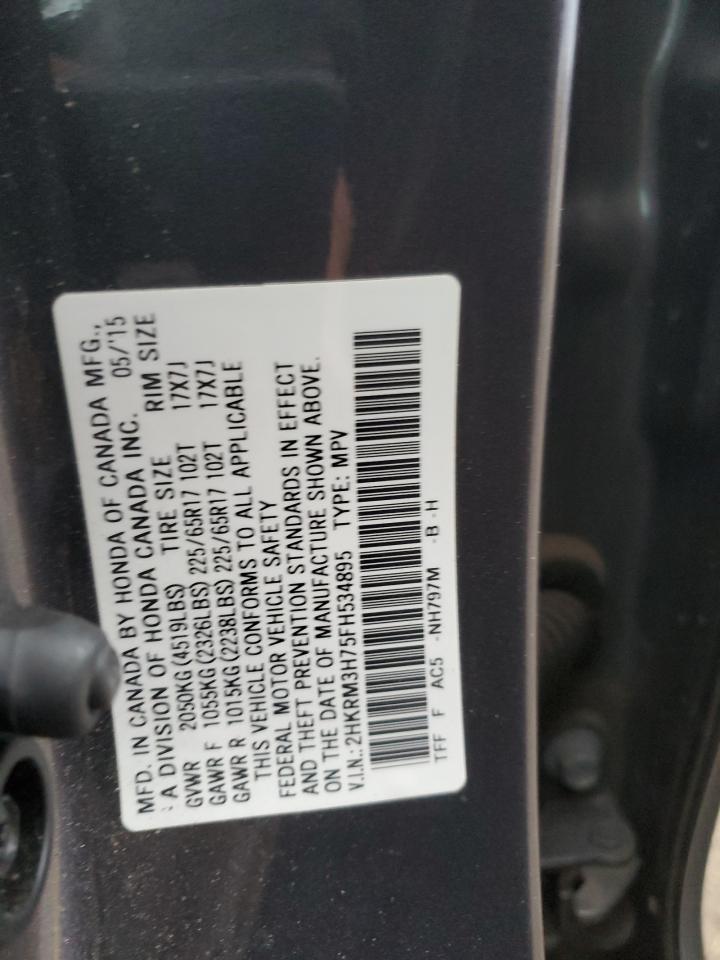 MFD. IN CANADA BY HONDA OF CANADA MFG.,
A DIVISION OF HONDA CANADA INC. 05/'15
GVWR 2050KG (4519LBS) TIRE SIZE RIM SIZE
GAWR F 1055KG (2326LBS) 225/65R17 102T 17X7J
GAWR R 1015KG (2238LBS) 225/65R17 102T 17X7J
THIS VEHICLE CONFORMS TO ALL APPLICABLE
FEDERAL MOTOR VEHICLE SAFETY
AND THEFT PREVENTION STANDARDS IN EFFECT
ON THE DATE OF MANUFACTURE SHOWN ABOVE.
V.I.N.: 2HKRM3H75FH534895 TYPE: MPV
TFF F AC5 -NH797M -B -H